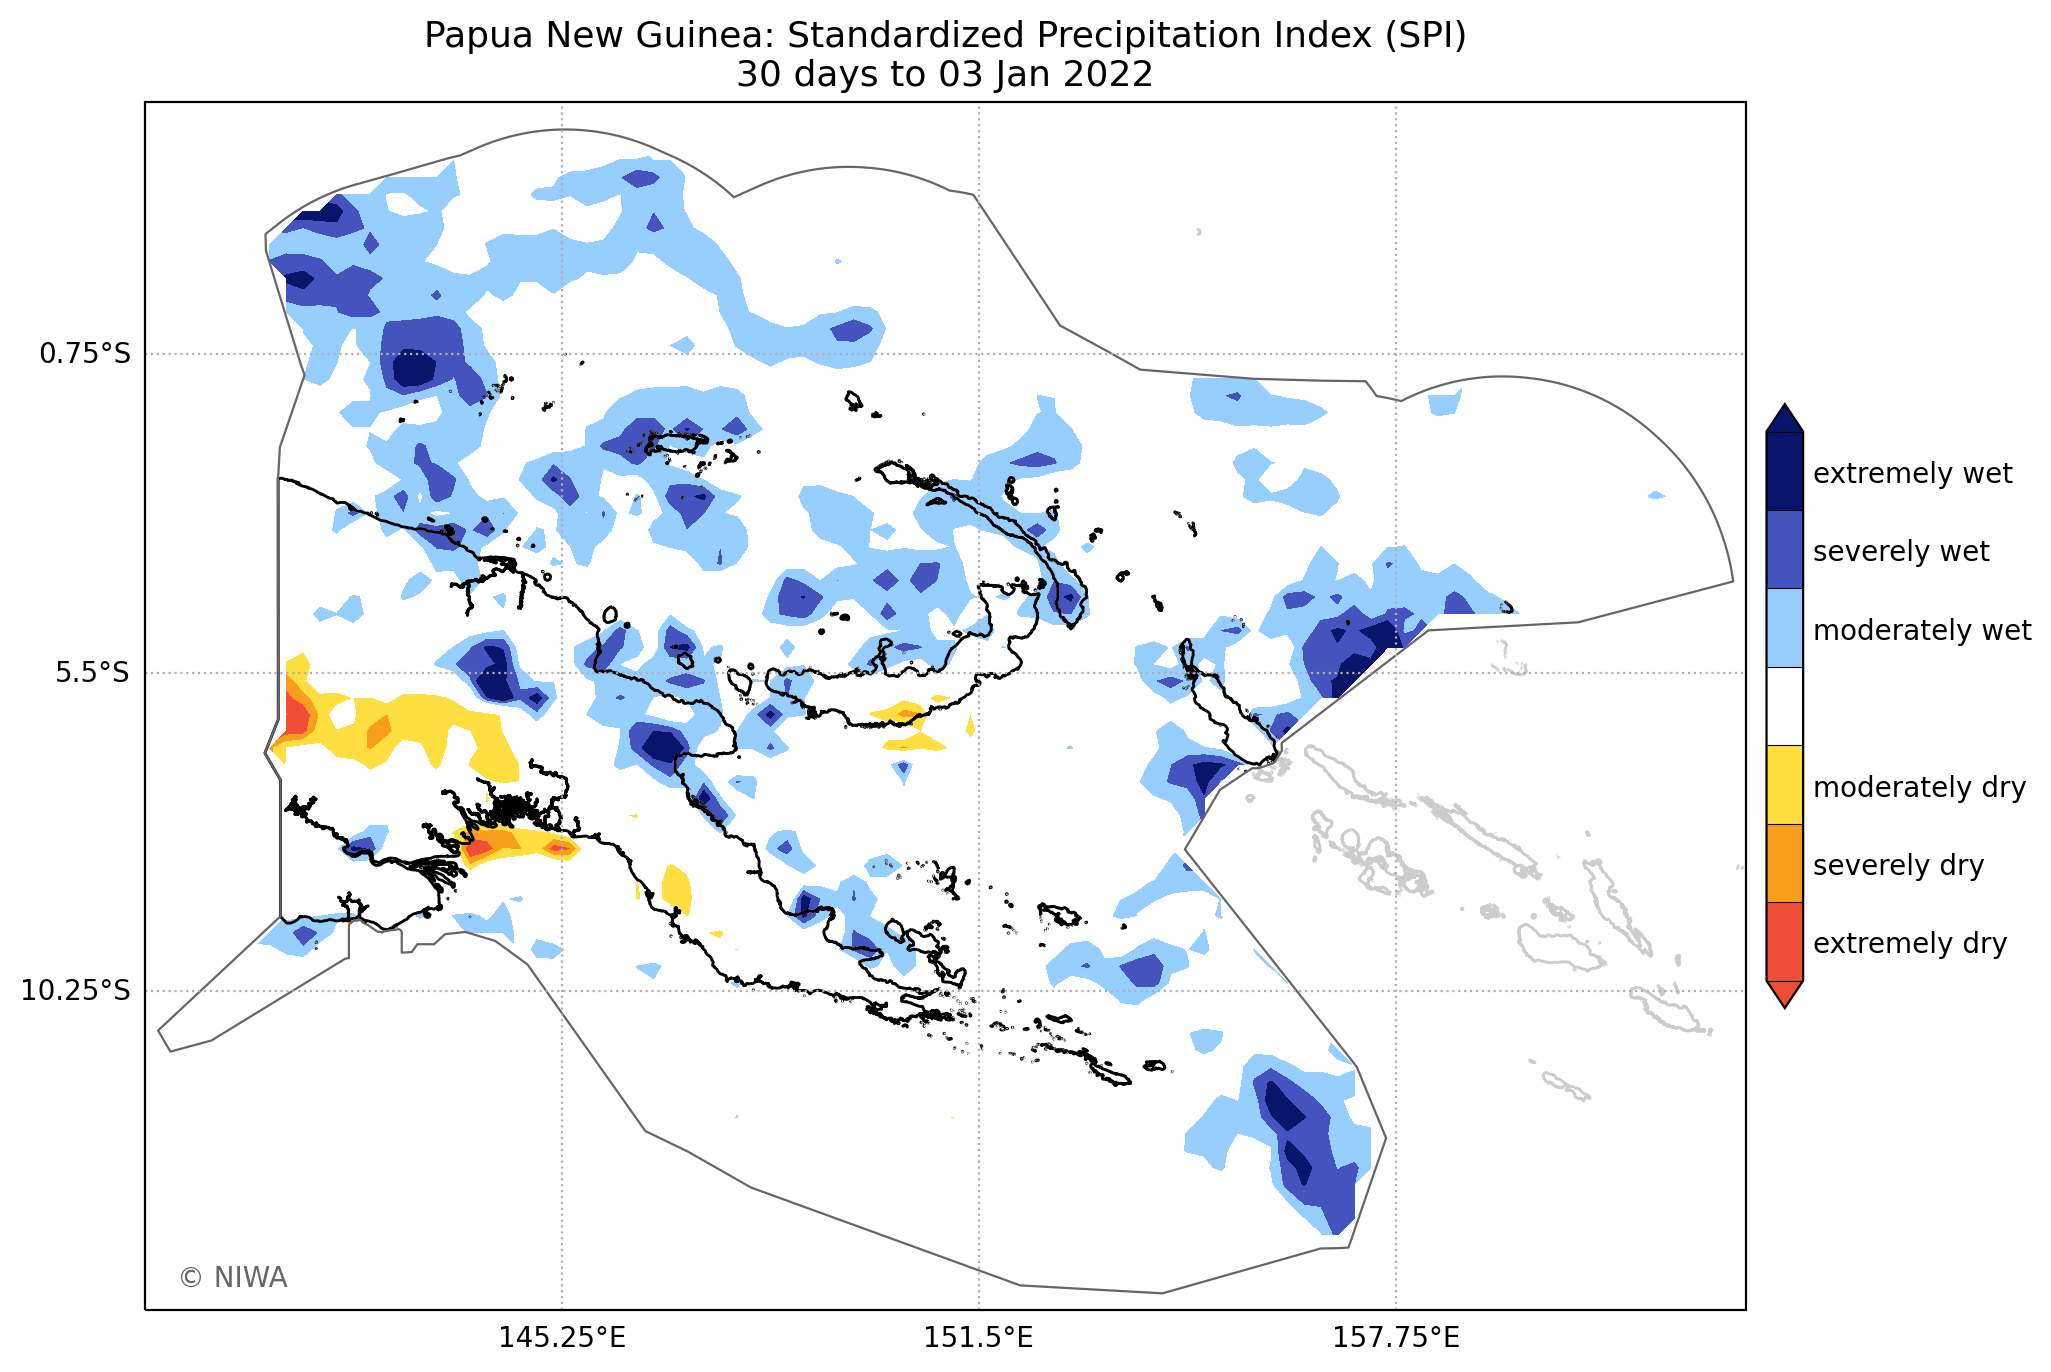 Papua New Guinea: Standardized Precipitation Index (SPI)
30 days to 03 Jan 2022
0.75°S
5.5°S
10.25°S
145.25°E
151.5°E
157.75°E
extremely wet
severely wet
moderately wet
moderately dry
severely dry
extremely dry
© NIWA